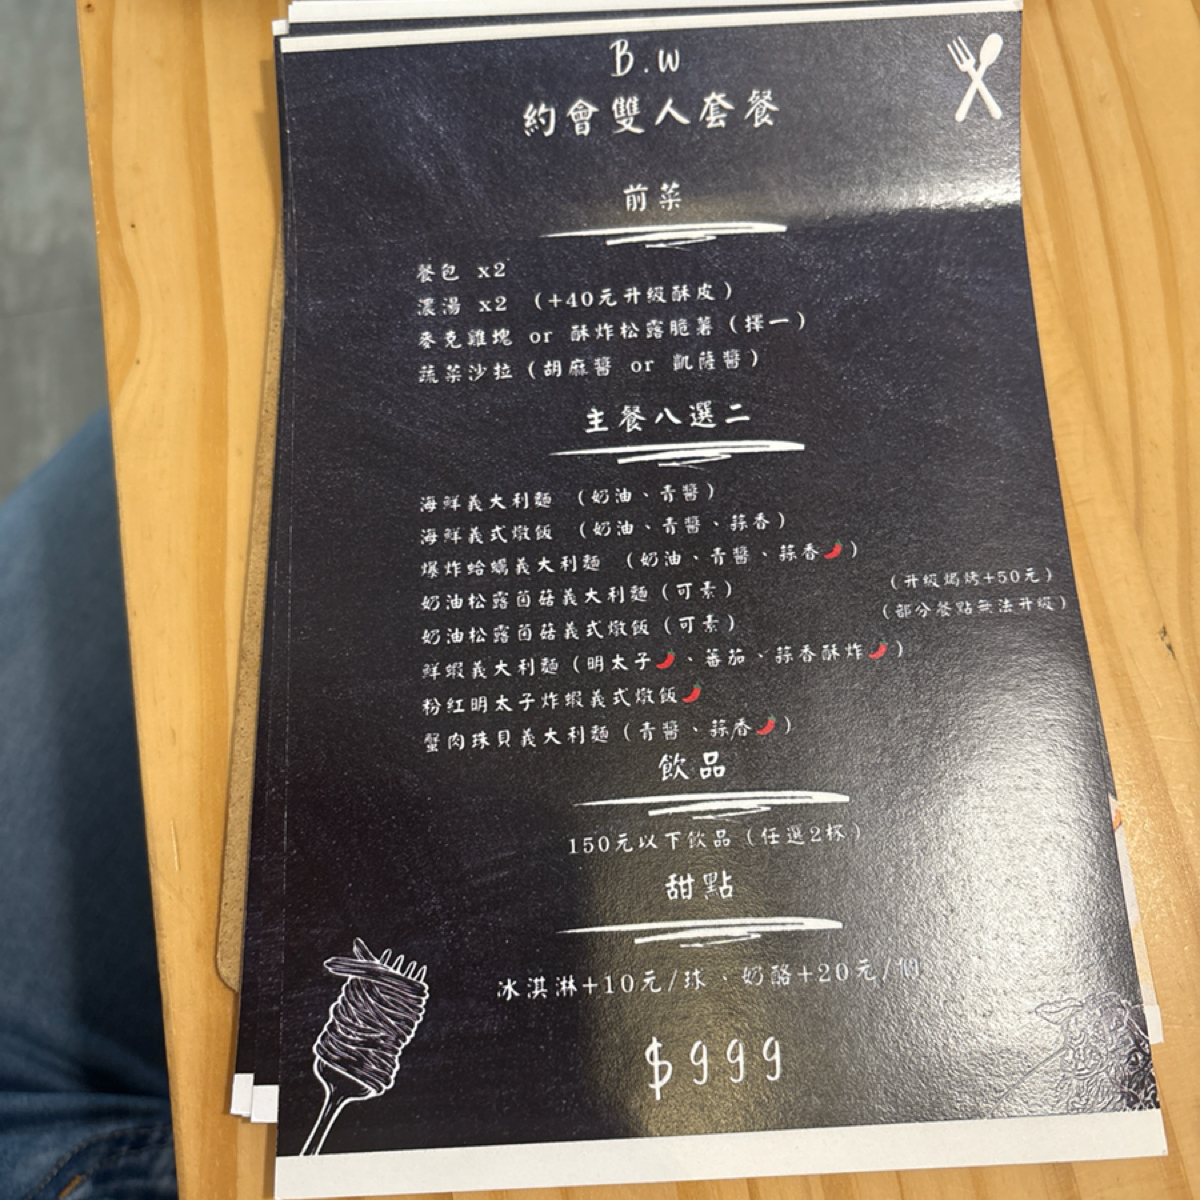 B.w
約會雙人套餐
前菜
餐包 x2
濃湯 x2 (+40元升級酥皮)
麥克雞塊 or 酥炸松露脆薯(擇一)
蔬菜沙拉(胡麻醬 or 凱薩醬)
主餐八選二
海鮮義大利麵 (奶油、青醬)
海鮮義式燉飯 (奶油、青醬、蒜香)
爆炸蛤蠣義大利麵 (奶油、青醬、蒜香🌶️)
奶油松露菌菇義大利麵(可素)
(升級焗烤+50元)
奶油松露菌菇義式燉飯(可素)
(部分餐點無法升級)
鮮蝦義大利麵(明太子🌶️、蕃茄、蒜香酥炸🌶️)
粉紅明太子炸蝦義式燉飯🌶️
蟹肉珠貝義大利麵(青醬、蒜香🌶️)
飲品
150元以下飲品(任選2杯)
甜點
冰淇淋+10元/球、奶酪+20元/個
$999